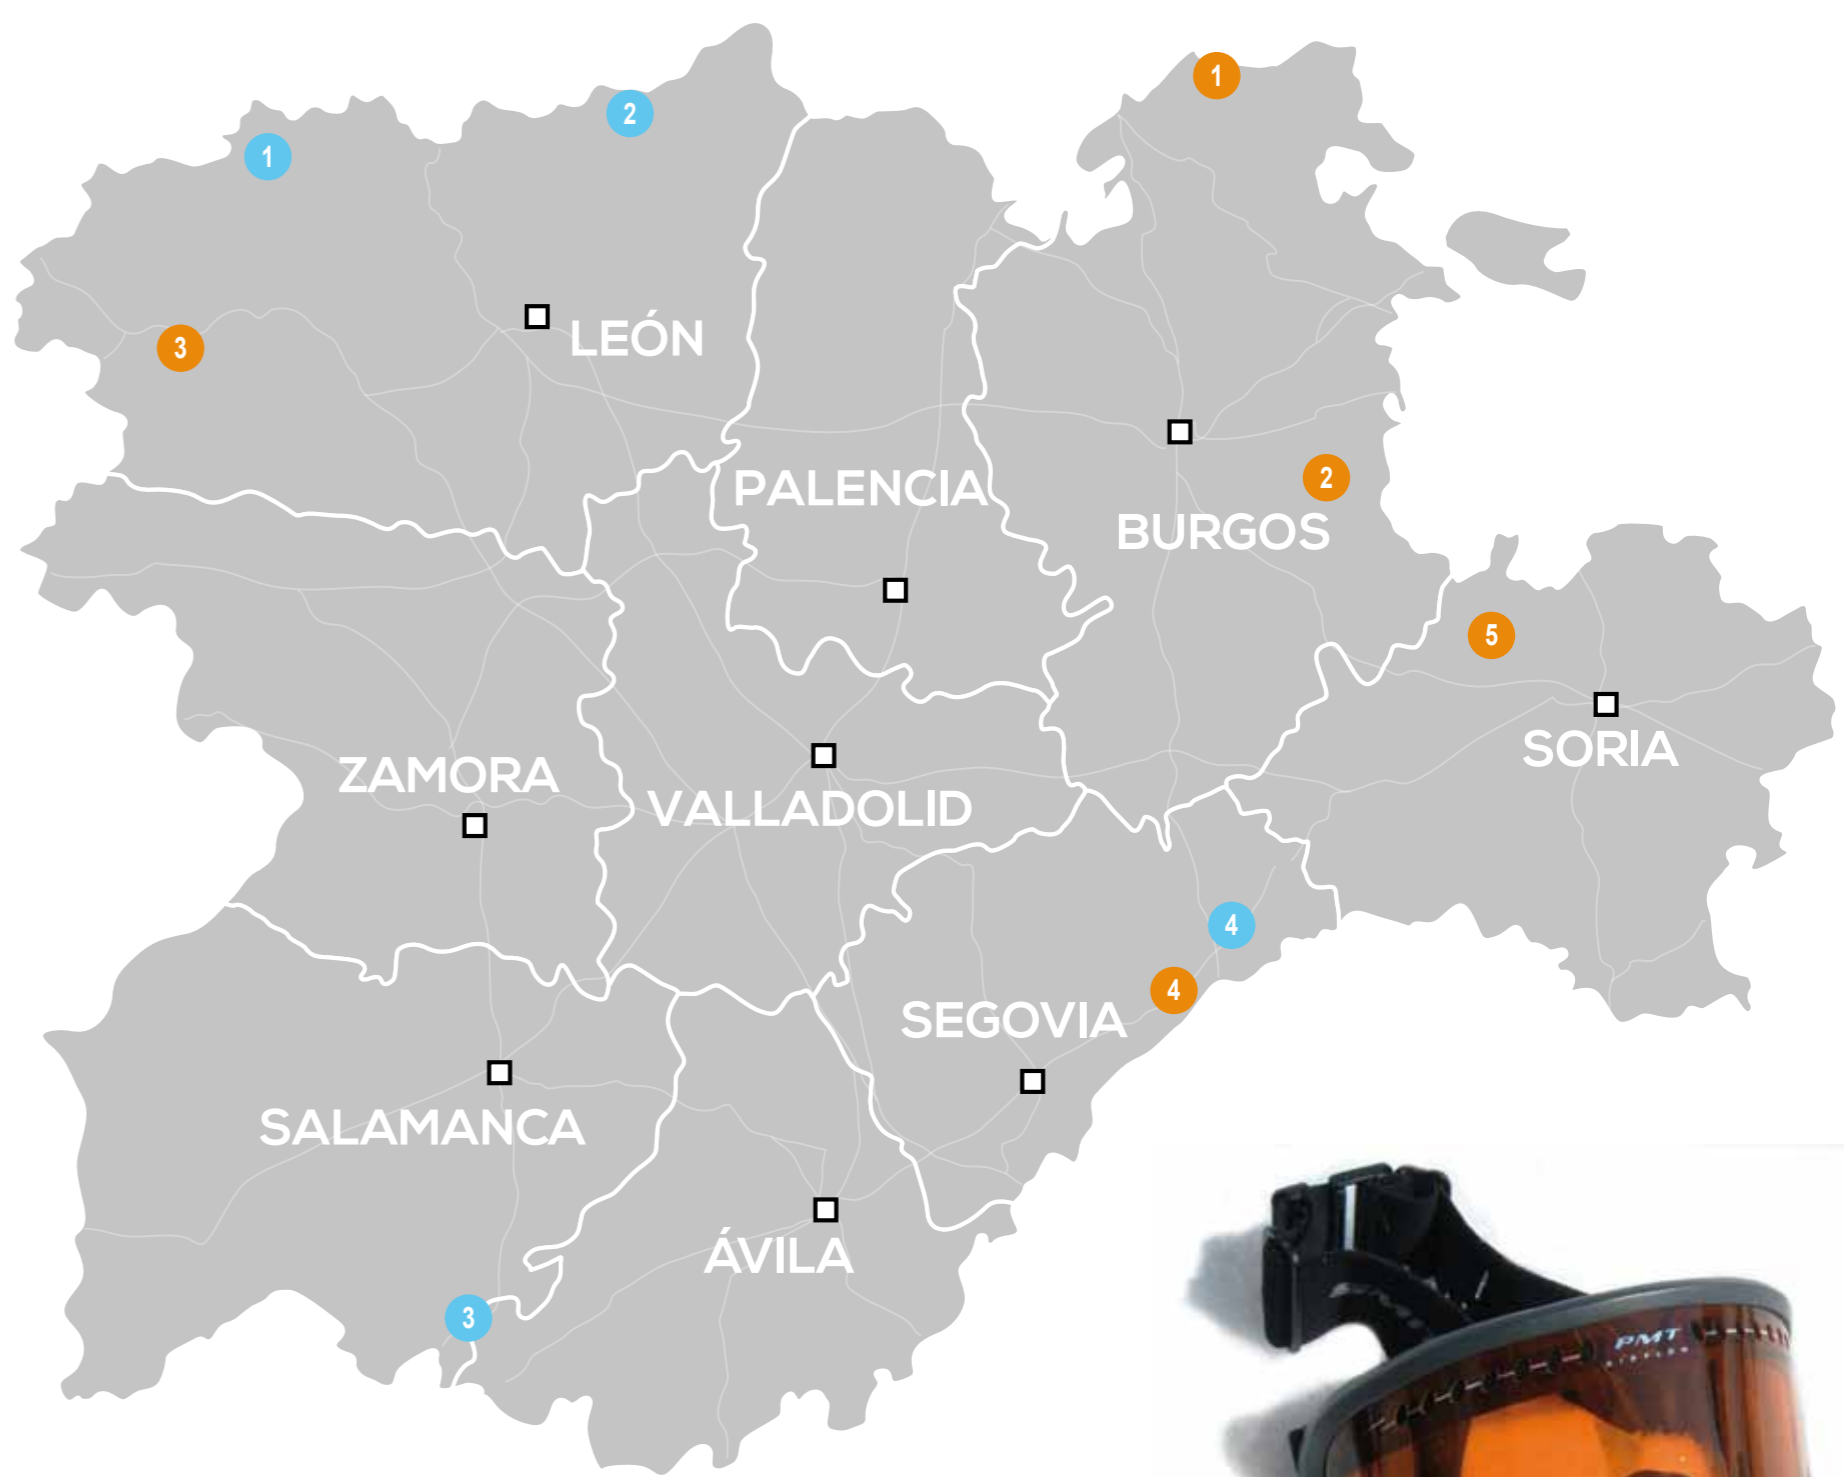 1
2
1
LEÓN
3
PALENCIA
2
BURGOS
5
SORIA
ZAMORA
VALLADOLID
4
4
SEGOVIA
SALAMANCA
ÁVILA
3
PMT